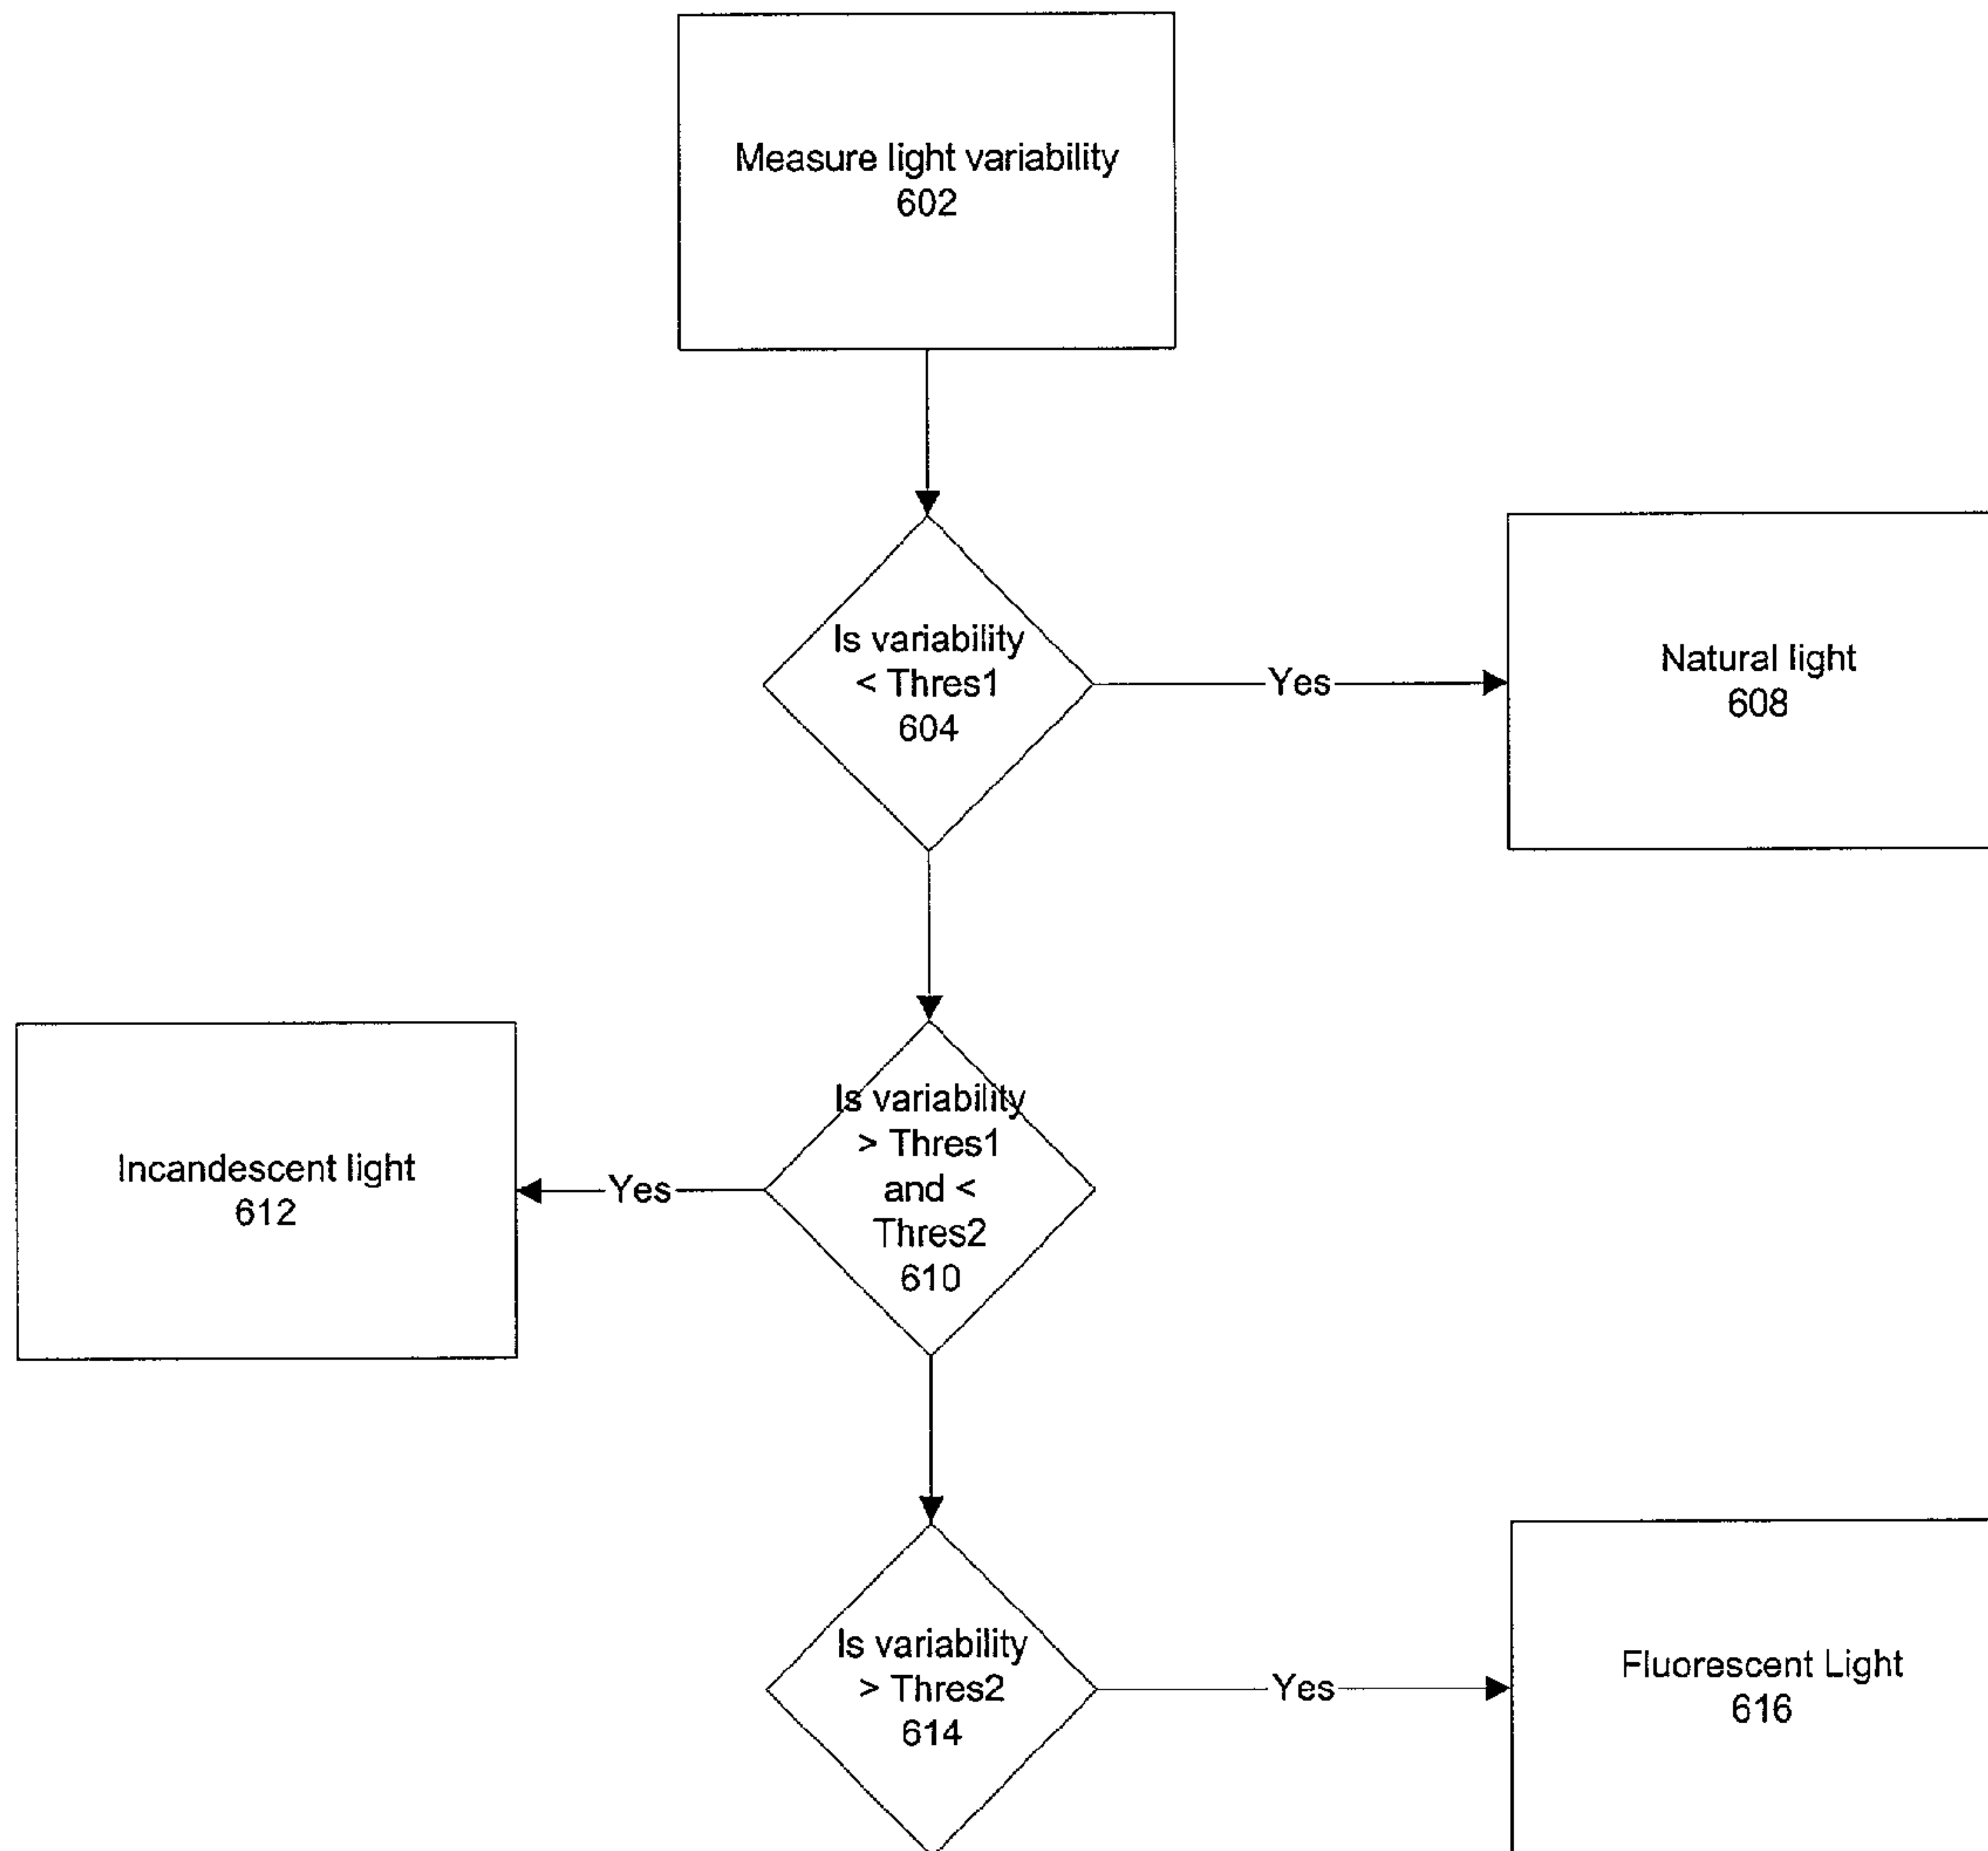 Measure light variability
602
Is variability
< Thres1
604
Yes
Natural light
608
Is variability
> Thres1
and <
Thres2
610
Yes
Incandescent light
612
Is variability
> Thres2
614
Yes
Fluorescent Light
616